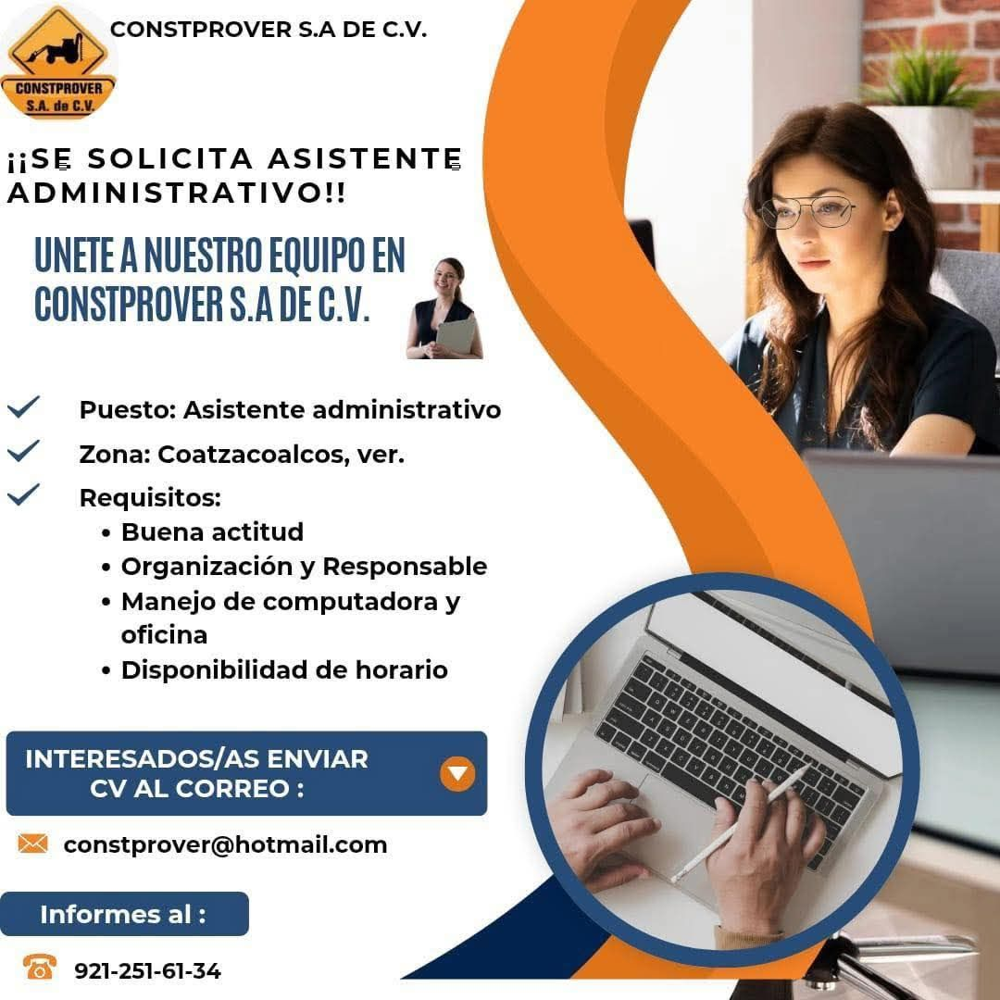 CONSTPROVER S.A DE C.V.
CONSTPROVER
S.A. de C.V.
¡¡SE SOLICITA ASISTENTE
ADMINISTRATIVO!!
UNETE A NUESTRO EQUIPO EN
CONSTPROVER S.A DE C.V.
Puesto: Asistente administrativo
Zona: Coatzacoalcos, ver.
Requisitos:
• Buena actitud
• Organización y Responsable
• Manejo de computadora y
oficina
• Disponibilidad de horario
INTERESADOS/AS ENVIAR
CV AL CORREO :
constprover@hotmail.com
Informes al :
921-251-61-34